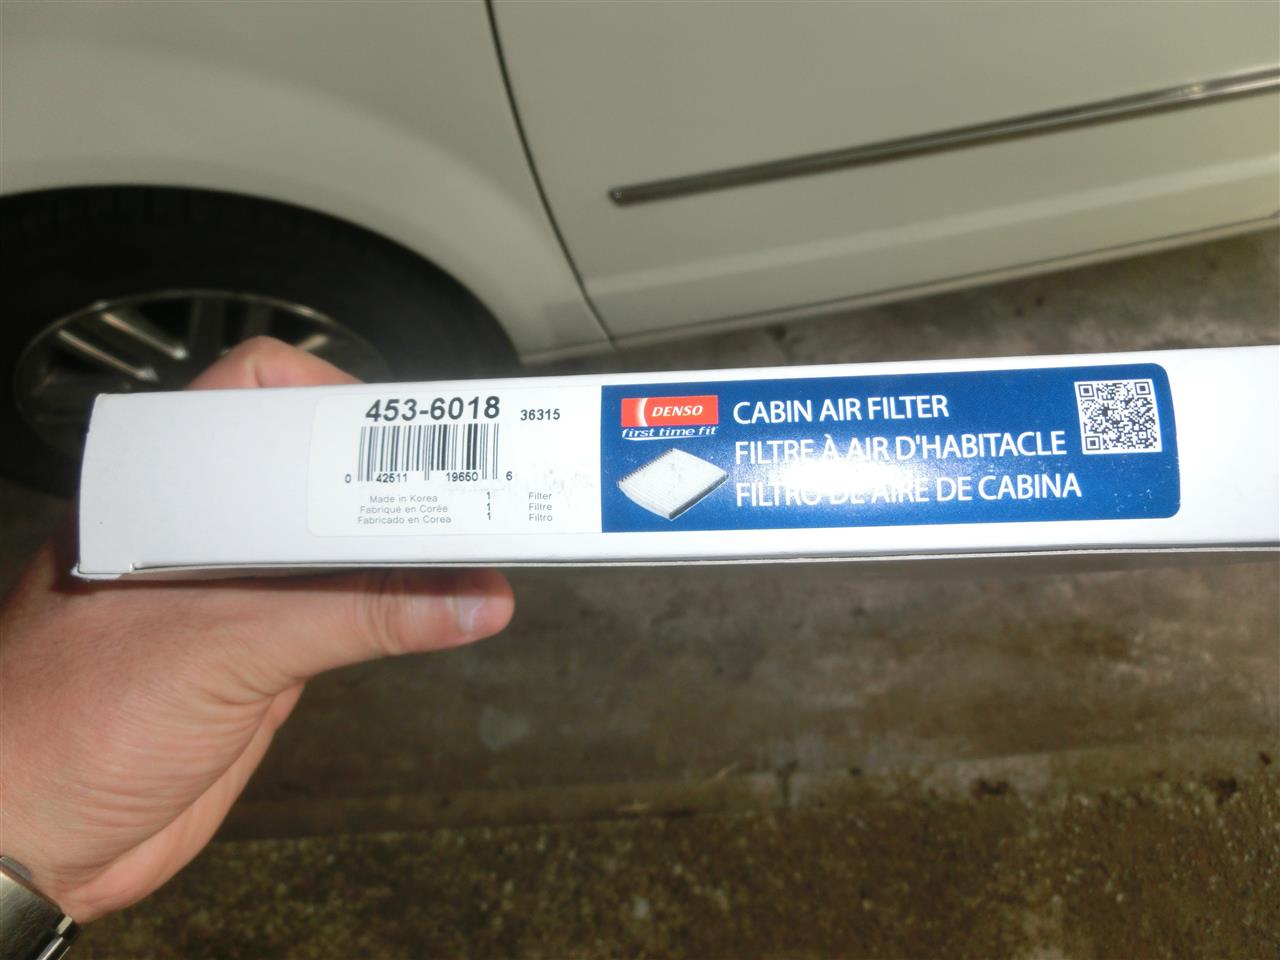 453-6018 36315
0 42511 19650 6
Made in Korea 1 Filter
Fabriqué en Corée 1 Filtre
Fabricado en Corea 1 Filtro
DENSO
first time fit
CABIN AIR FILTER
FILTRE À AIR D'HABITACLE
FILTRO DE AIRE DE CABINA